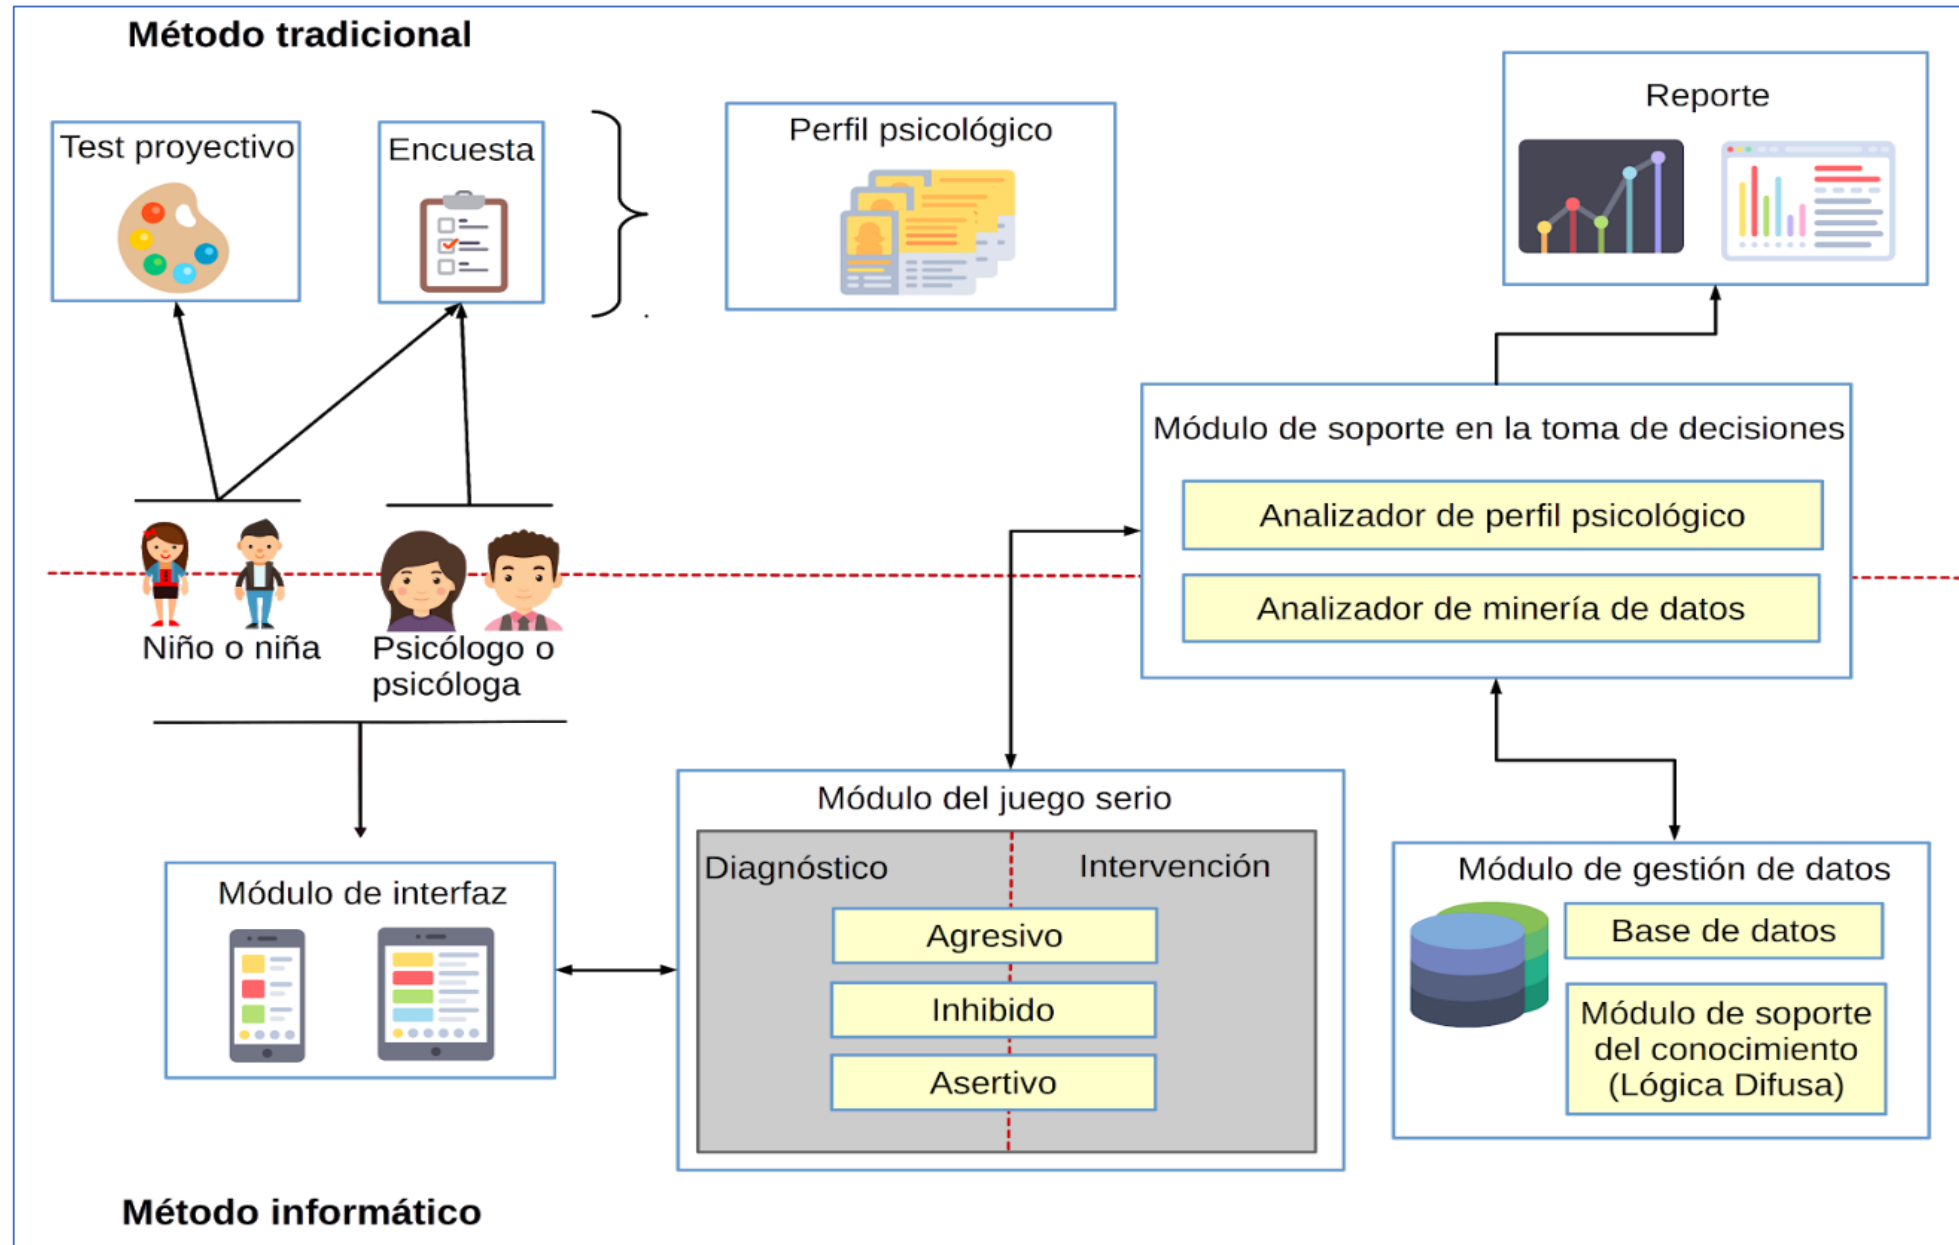 Método tradicional
Test proyectivo
Encuesta
Perfil psicológico
Reporte
Módulo de soporte en la toma de decisiones
Analizador de perfil psicológico
Analizador de minería de datos
Niño o niña
Psicólogo o
psicóloga
Módulo de interfaz
Módulo del juego serio
Diagnóstico
Intervención
Agresivo
Inhibido
Asertivo
Módulo de gestión de datos
Base de datos
Módulo de soporte
del conocimiento
(Lógica Difusa)
Método informático